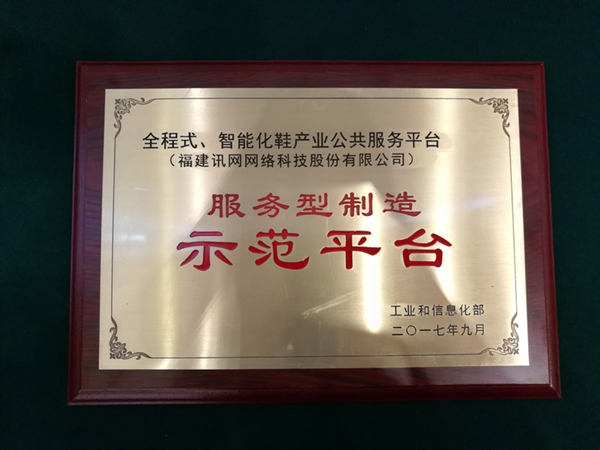 全程式、智能化鞋产业公共服务平台
（福建讯网网络科技股份有限公司）
服务型制造
示范平台
工业和信息化部
二〇一七年九月